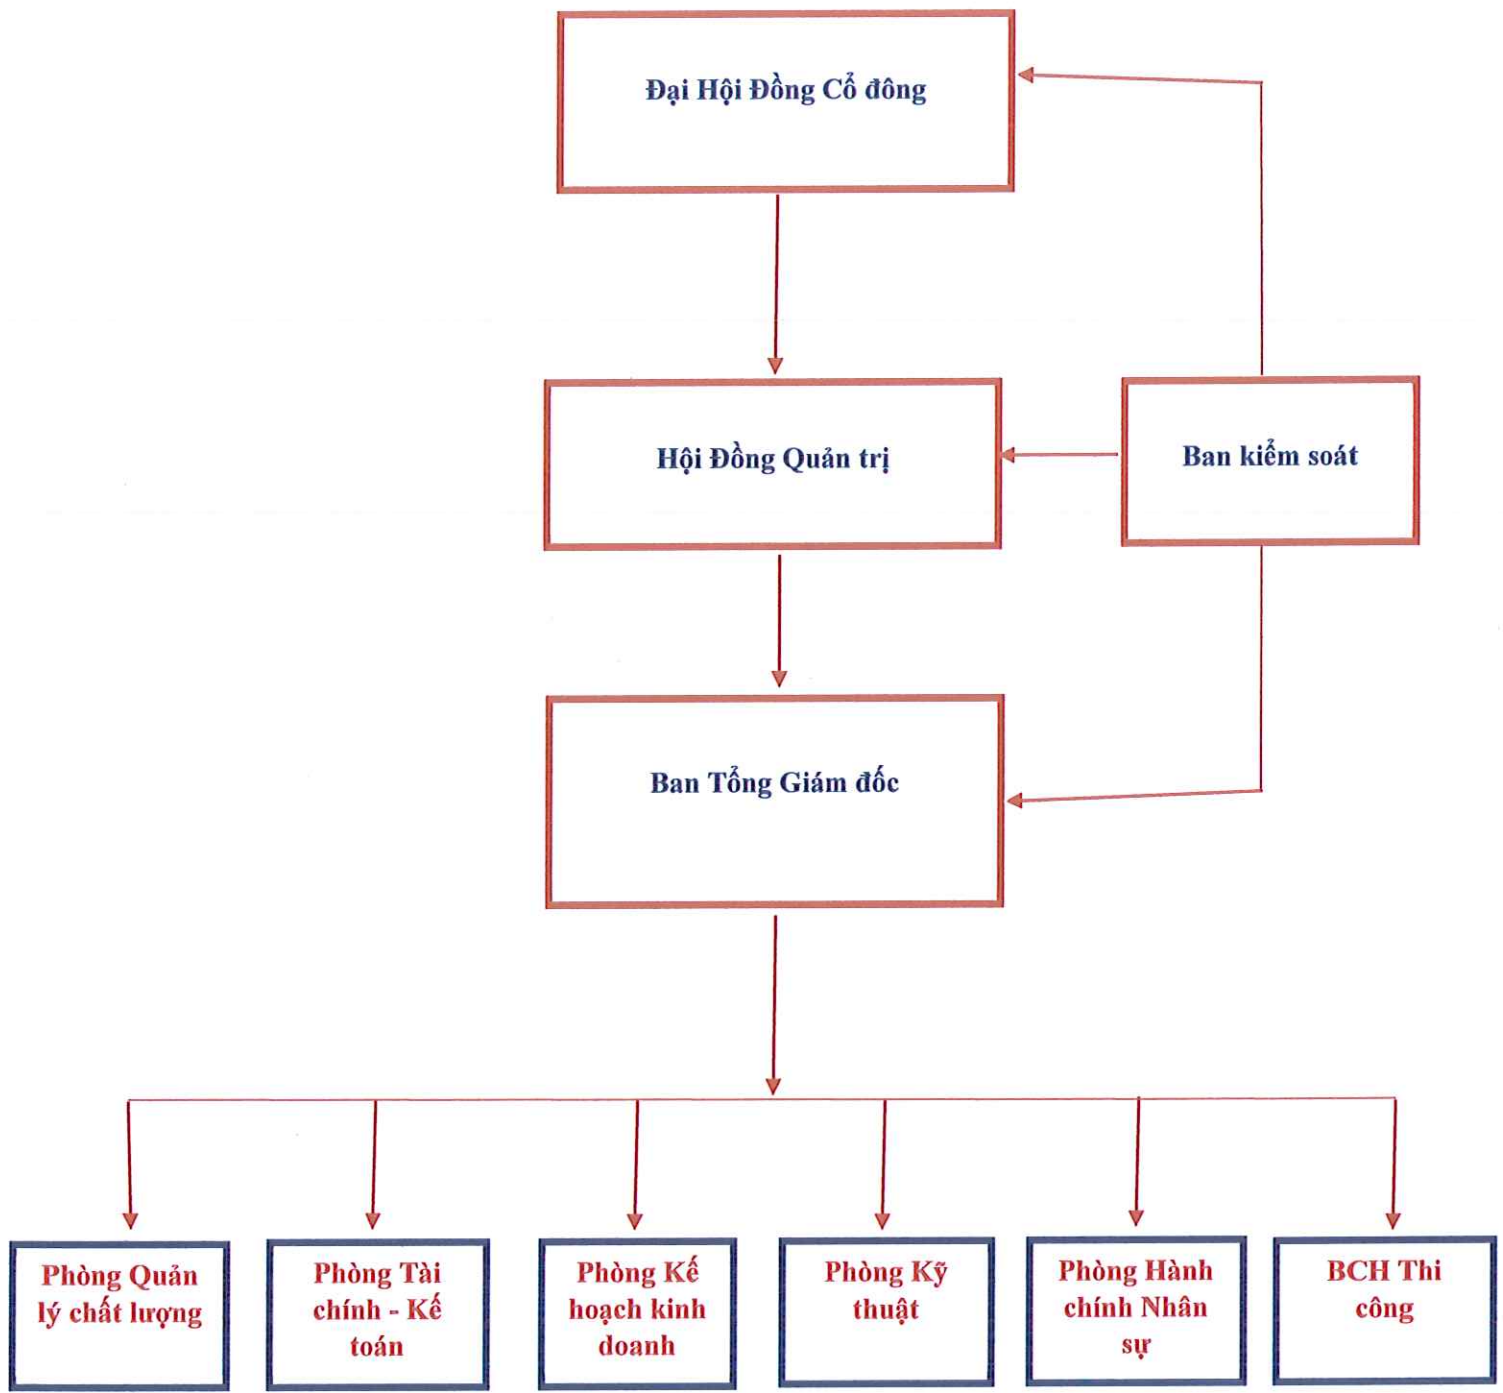 Đại Hội Đồng Cổ đông
Hội Đồng Quản trị
Ban kiểm soát
Ban Tổng Giám đốc
Phòng Quản
lý chất lượng
Phòng Tài
chính - Kế
toán
Phòng Kế
hoạch kinh
doanh
Phòng Kỹ
thuật
Phòng Hành
chính Nhân
sự
BCH Thi
công